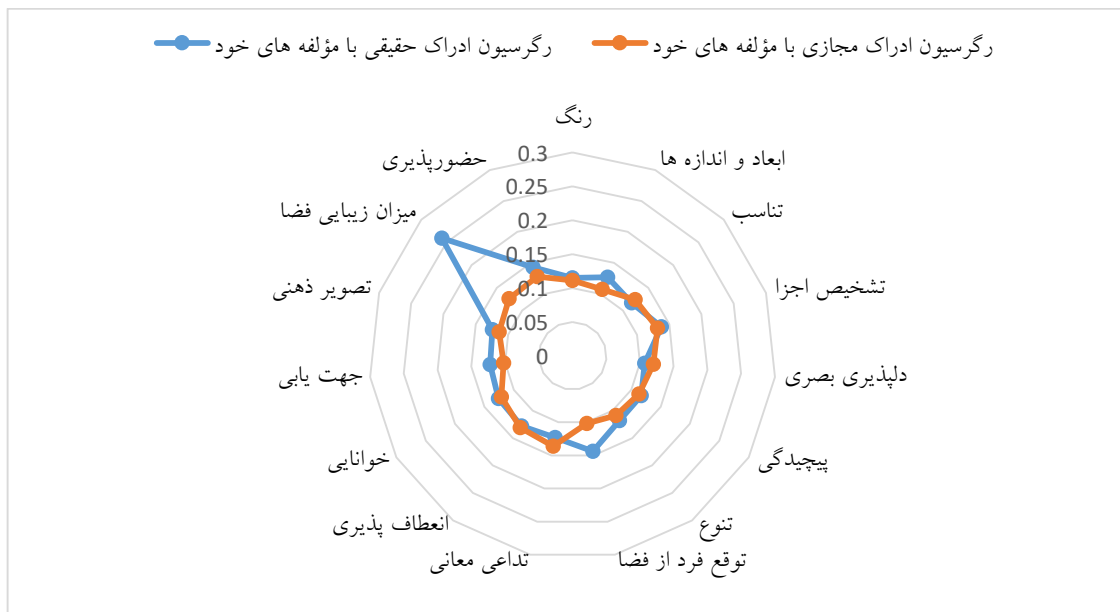 رگرسیون ادراک حقیقی با مؤلفه های خود
رگرسیون ادراک مجازی با مؤلفه های خود
رنگ
ابعاد و اندازه ها
تناسب
تشخیص اجزا
دلپذیری بصری
پیچیدگی
تنوع
توقع فرد از فضا
تداعی معانی
انعطاف پذیری
خوانایی
جهت یابی
تصویر ذهنی
میزان زیبایی فضا
حضورپذیری
0.3
0.25
0.2
0.15
0.1
0.05
0